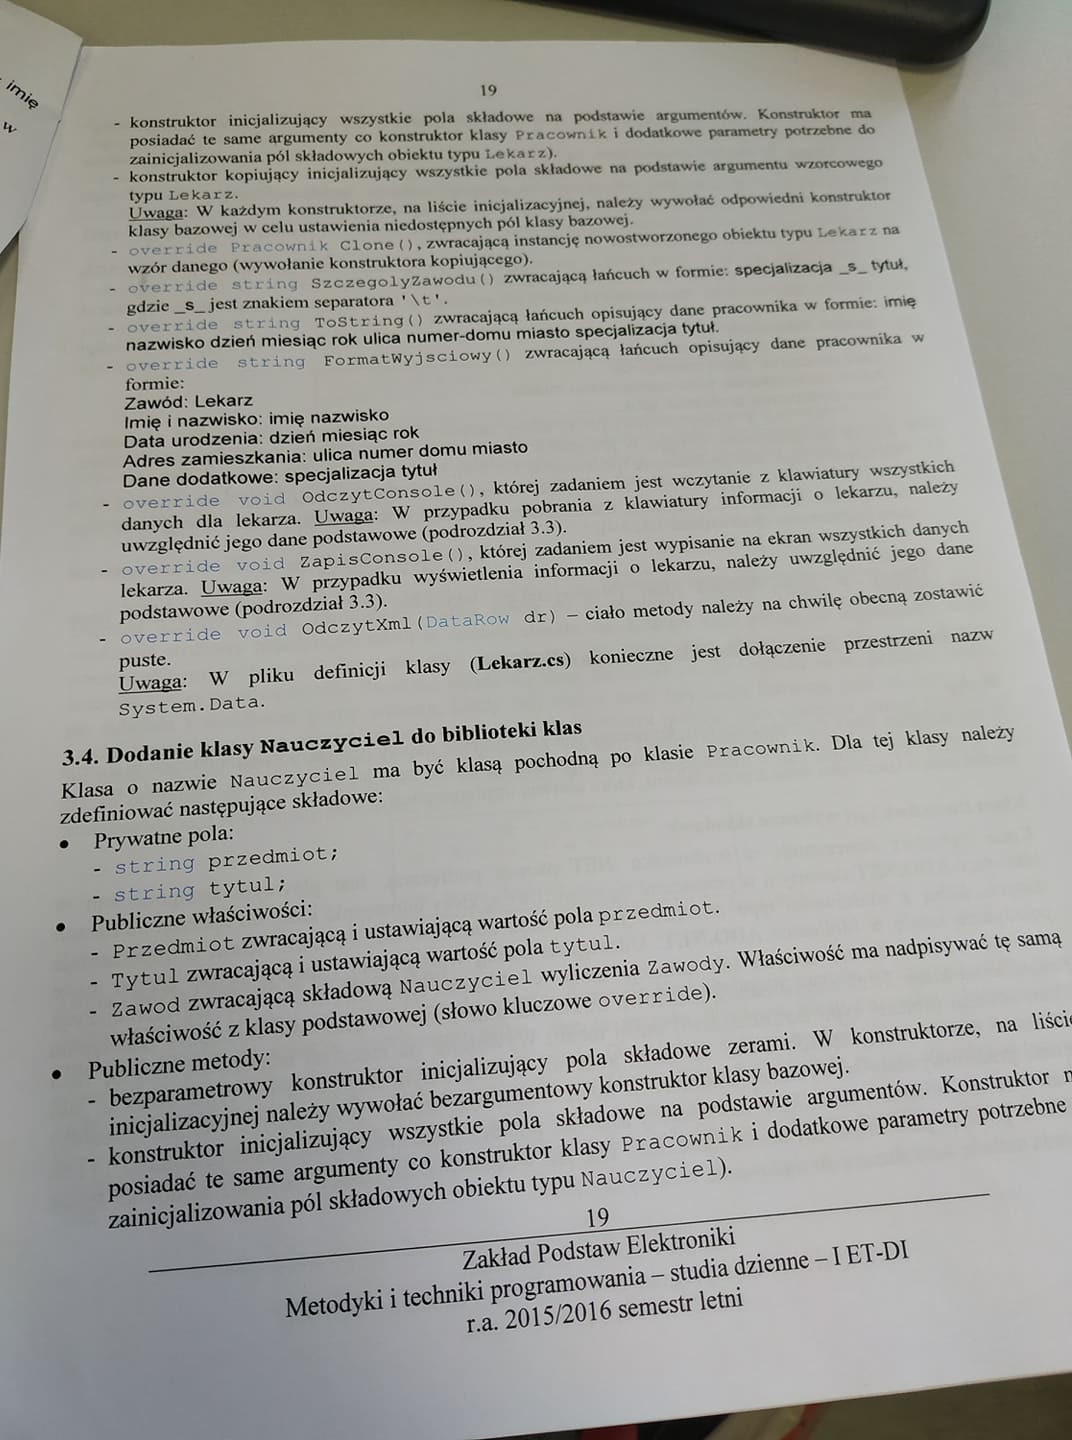 imię
w
19
- konstruktor inicjalizujący wszystkie pola składowe na podstawie argumentów. Konstruktor ma
posiadać te same argumenty co konstruktor klasy Pracownik i dodatkowe parametry potrzebne do
zainicjalizowania pól składowych obiektu typu Lekarz).
- konstruktor kopiujący inicjalizujący wszystkie pola składowe na podstawie argumentu wzorcowego
typu Lekarz.
Uwaga: W każdym konstruktorze, na liście inicjalizacyjnej, należy wywołać odpowiedni konstruktor
klasy bazowej w celu ustawienia niedostępnych pól klasy bazowej.
- override Pracownik Clone(), zwracającą instancję nowostworzonego obiektu typu Lekarz na
wzór danego (wywołanie konstruktora kopiującego).
- override string SzczegolyZawodu() zwracającą łańcuch w formie: specjalizacja _s_ tytuł,
gdzie _s_ jest znakiem separatora '\t'.
- override string ToString() zwracającą łańcuch opisujący dane pracownika w formie: imię
nazwisko dzień miesiąc rok ulica numer-domu miasto specjalizacja tytuł.
- override string FormatWyjsciowy() zwracającą łańcuch opisujący dane pracownika w
formie:
Zawód: Lekarz
Imię i nazwisko: imię nazwisko
Data urodzenia: dzień miesiąc rok
Adres zamieszkania: ulica numer domu miasto
Dane dodatkowe: specjalizacja tytuł
- override void OdczytConsole(), której zadaniem jest wczytanie z klawiatury wszystkich
danych dla lekarza. Uwaga: W przypadku pobrania z klawiatury informacji o lekarzu, należy
uwzględnić jego dane podstawowe (podrozdział 3.3).
- override void ZapisConsole(), której zadaniem jest wypisanie na ekran wszystkich danych
lekarza. Uwaga: W przypadku wyświetlenia informacji o lekarzu, należy uwzględnić jego dane
podstawowe (podrozdział 3.3).
- override void OdczytXml(DataRow dr) – ciało metody należy na chwilę obecną zostawić
puste.
Uwaga: W pliku definicji klasy (Lekarz.cs) konieczne jest dołączenie przestrzeni nazw
System.Data.
3.4. Dodanie klasy Nauczyciel do biblioteki klas
Klasa o nazwie Nauczyciel ma być klasą pochodną po klasie Pracownik. Dla tej klasy należy
zdefiniować następujące składowe:
• Prywatne pola:
- string przedmiot;
- string tytul;
• Publiczne właściwości:
- Przedmiot zwracającą i ustawiającą wartość pola przedmiot.
- Tytul zwracającą i ustawiającą wartość pola tytul.
- Zawod zwracającą składową Nauczyciel wyliczenia Zawody. Właściwość ma nadpisywać tę samą
właściwość z klasy podstawowej (słowo kluczowe override).
• Publiczne metody:
- bezparametrowy konstruktor inicjalizujący pola składowe zerami. W konstruktorze, na liście
inicjalizacyjnej należy wywołać bezargumentowy konstruktor klasy bazowej.
- konstruktor inicjalizujący wszystkie pola składowe na podstawie argumentów. Konstruktor
posiadać te same argumenty co konstruktor klasy Pracownik i dodatkowe parametry potrzebne
zainicjalizowania pól składowych obiektu typu Nauczyciel).
19
Zakład Podstaw Elektroniki
Metodyki i techniki programowania – studia dzienne – I ET-DI
r.a. 2015/2016 semestr letni